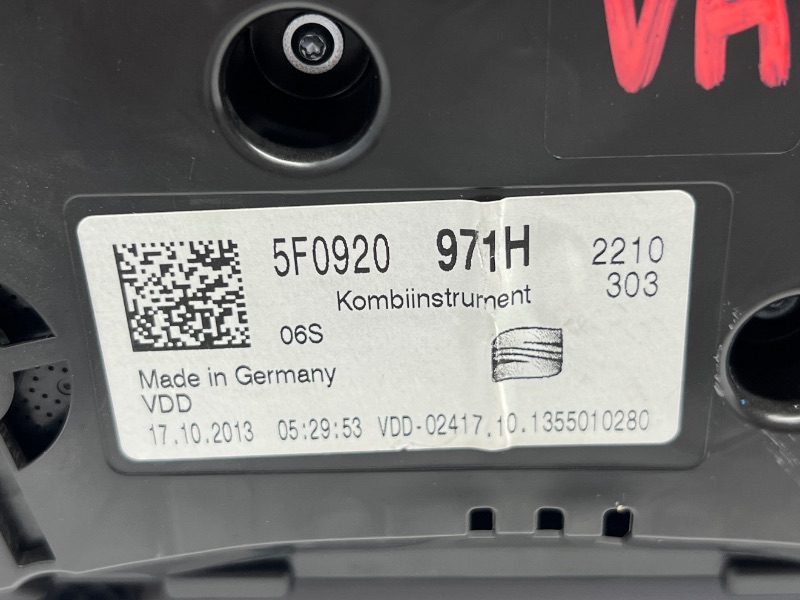 VA
5F0920 971H 2210
303
Kombiinstrument
06S
Made in Germany
VDD
17.10.2013 05:29:53 VDD-02417.10.1355010280